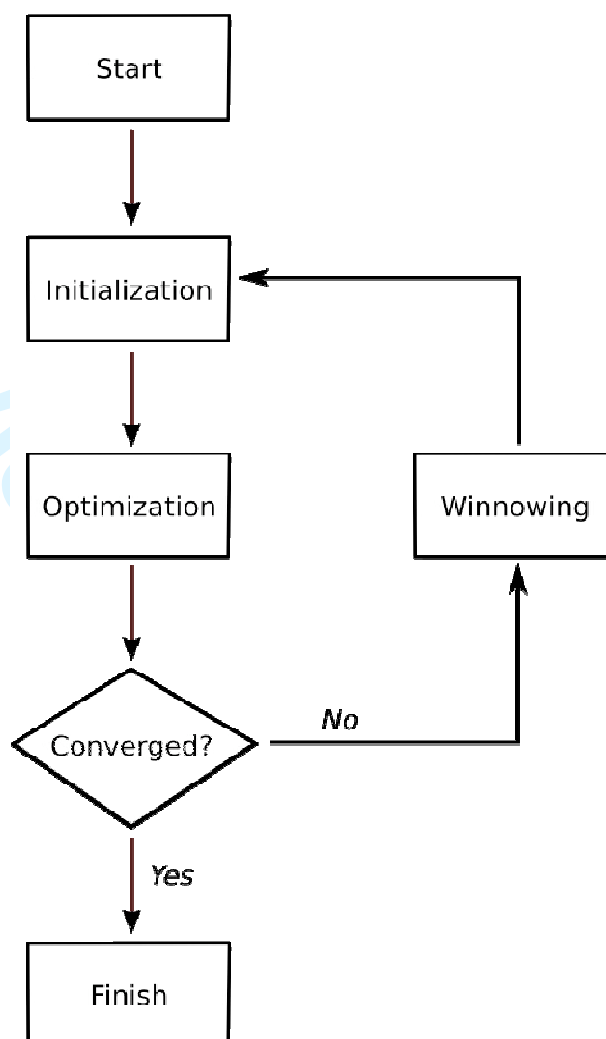 Start
Initialization
Optimization
Winnowing
No
Converged?
Yes
Finish